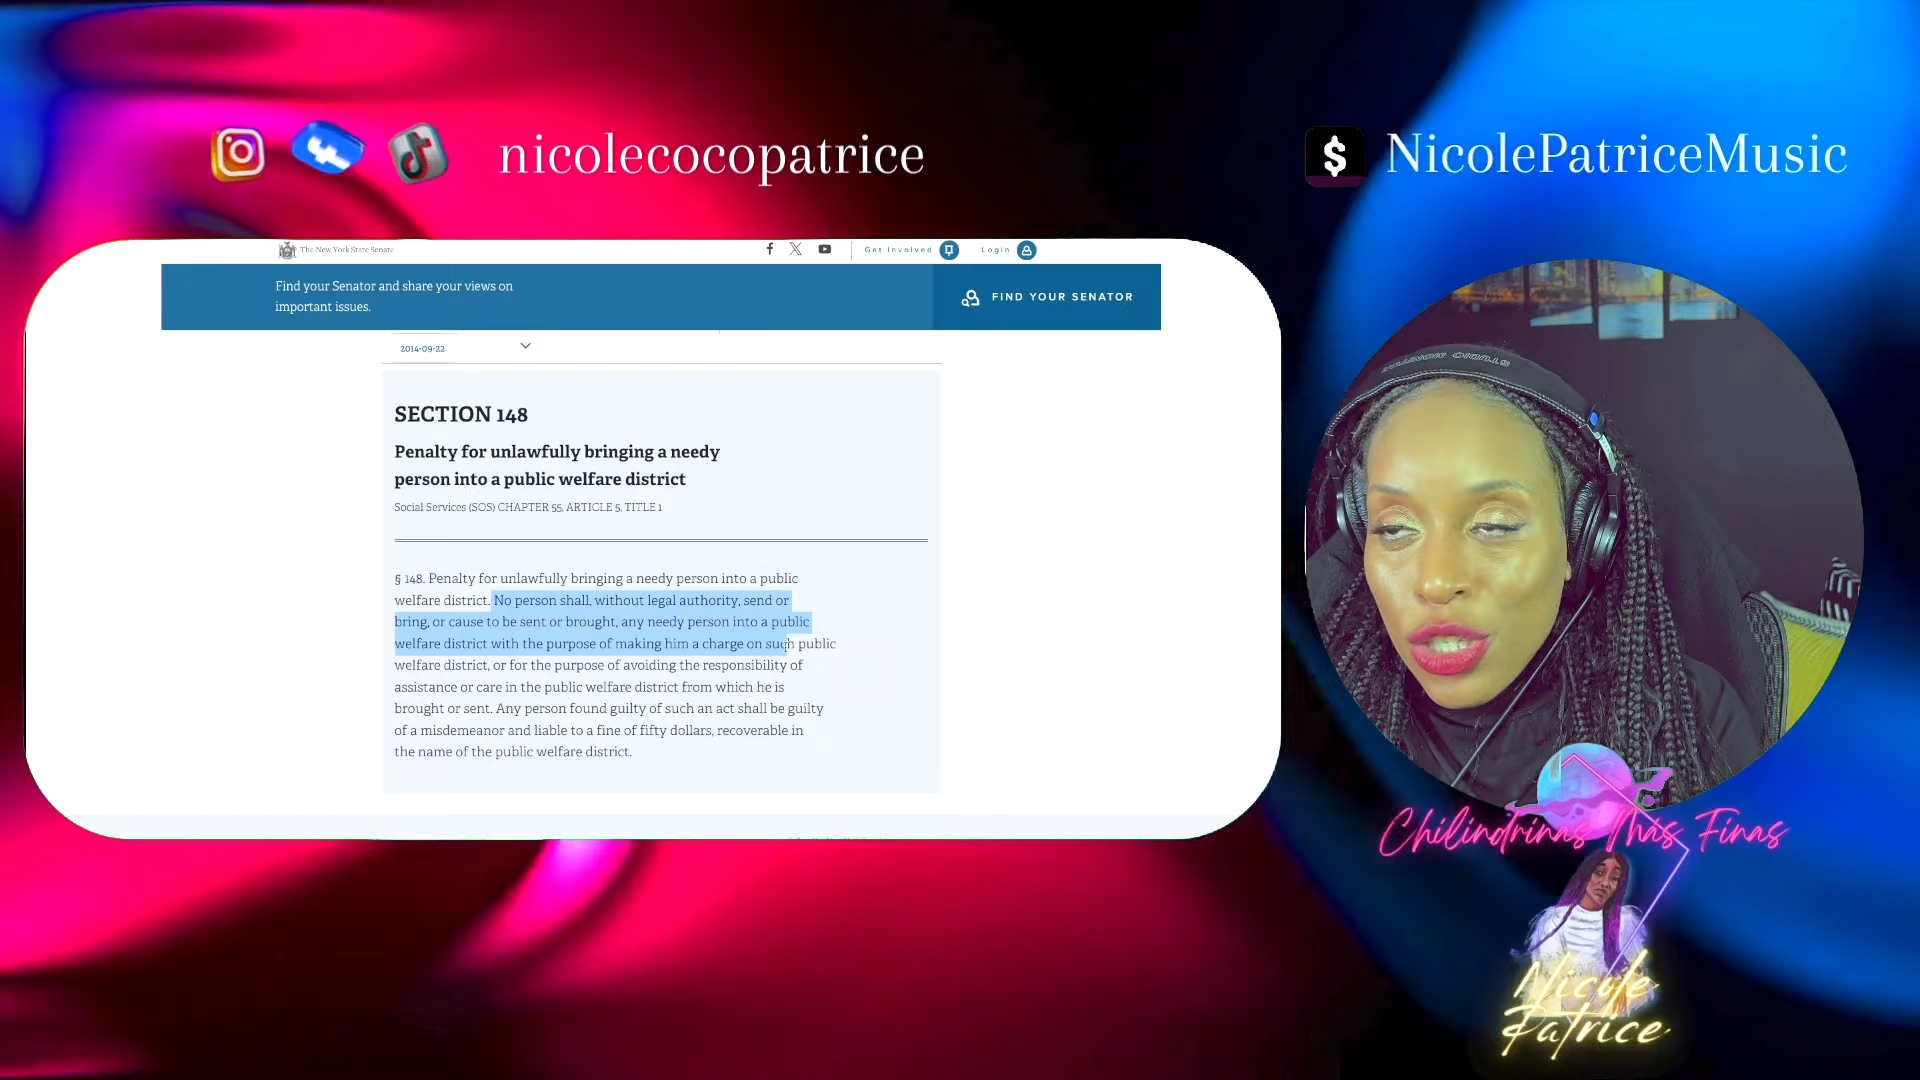 nicolecocopatrice
NicolePatriceMusic
The New York State Senate
Get Involved
Login
Find your Senator and share your views on
important issues.
FIND YOUR SENATOR
2014-09-22
SECTION 148
Penalty for unlawfully bringing a needy
person into a public welfare district
Social Services (SOS) CHAPTER 55, ARTICLE 5, TITLE 1
§ 148. Penalty for unlawfully bringing a needy person into a public
welfare district. No person shall, without legal authority, send or
bring, or cause to be sent or brought, any needy person into a public
welfare district with the purpose of making him a charge on such public
welfare district, or for the purpose of avoiding the responsibility of
assistance or care in the public welfare district from which he is
brought or sent. Any person found guilty of such an act shall be guilty
of a misdemeanor and liable to a fine of fifty dollars, recoverable in
the name of the public welfare district.
STUDIO MONITOR
Chilindrinas Más Finas
Nicole
Patrice